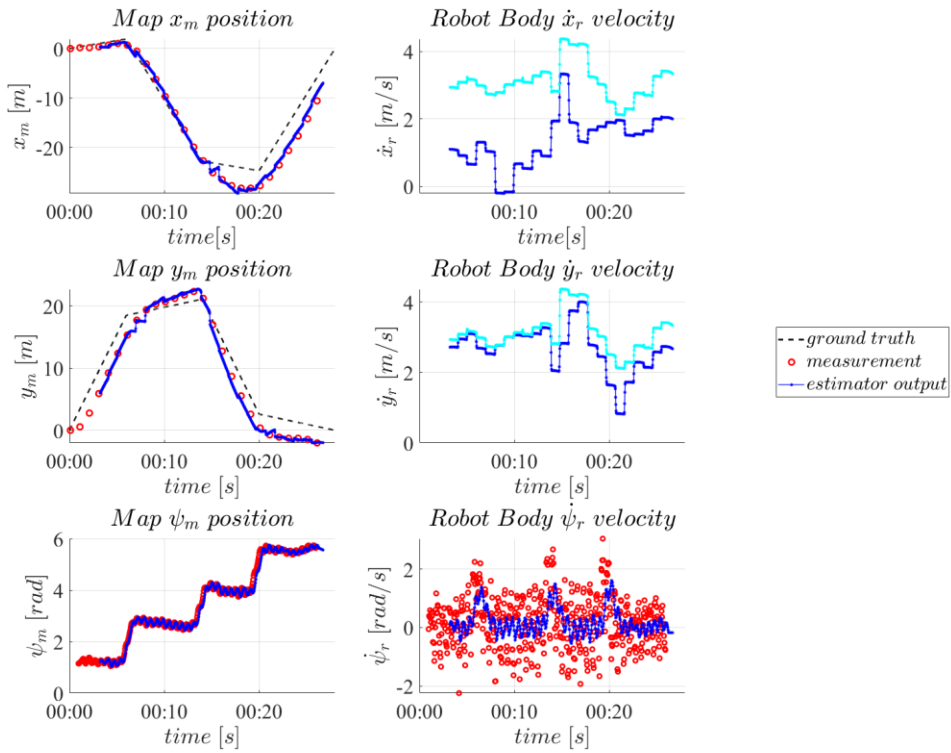 Map x_m position
Robot Body ẋ_r velocity
0
-10
-20
x_m [m]
00:00
00:10
00:20
time[s]
4
2
0
ẋ_r [m/s]
00:10
00:20
time[s]
Map y_m position
Robot Body ẏ_r velocity
20
10
0
y_m [m]
00:00
00:10
00:20
time [s]
4
2
0
ẏ_r [m/s]
00:10
00:20
time [s]
ground truth
measurement
estimator output
Map ψ_m position
Robot Body ψ̇_r velocity
6
4
2
0
ψ_m [rad]
00:00
00:10
00:20
time [s]
2
0
-2
ψ̇_r [rad/s]
00:00
00:10
00:20
time [s]